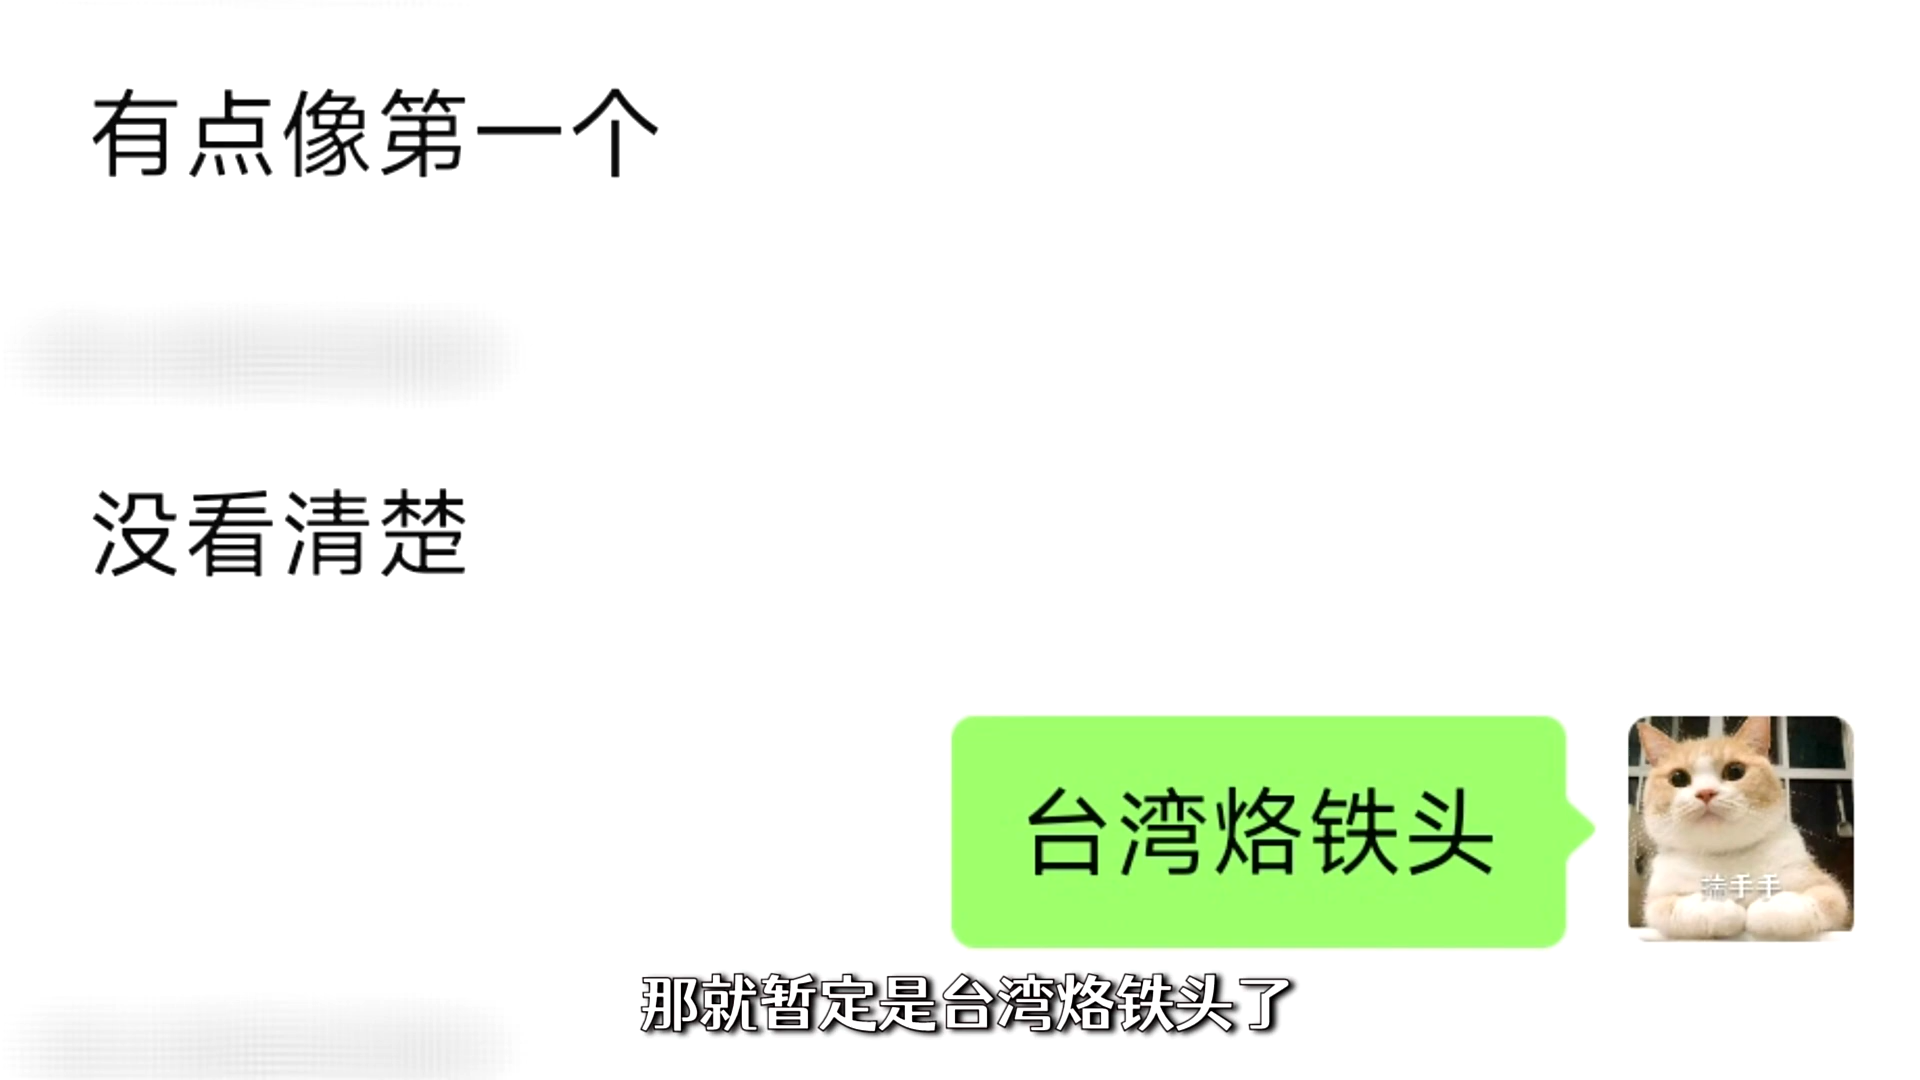 有点像第一个
没看清楚
台湾烙铁头
揣手手
那就暂定是台湾烙铁头了